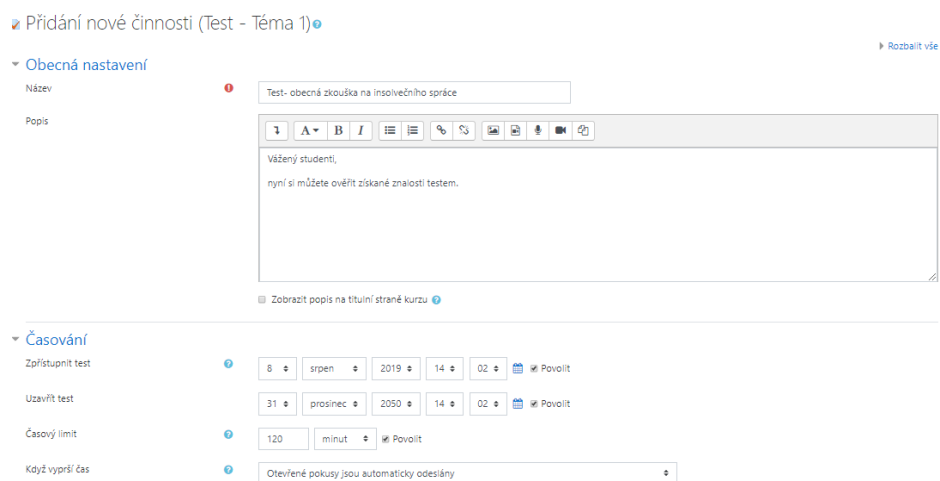 Přidání nové činnosti (Test - Téma 1)
Rozbalit vše
Obecná nastavení
Název
Test- obecná zkouška na insolvečního spráce
Popis
A B I
Vážený studenti,
nyní si můžete ověřit získané znalosti testem.
Zobrazit popis na titulní straně kurzu
Časování
Zpřístupnit test 8 srpen 2019 14 02 Povolit
Uzavřít test 31 prosinec 2050 14 02 Povolit
Časový limit 120 minut Povolit
Když vyprší čas Otevřené pokusy jsou automaticky odeslány